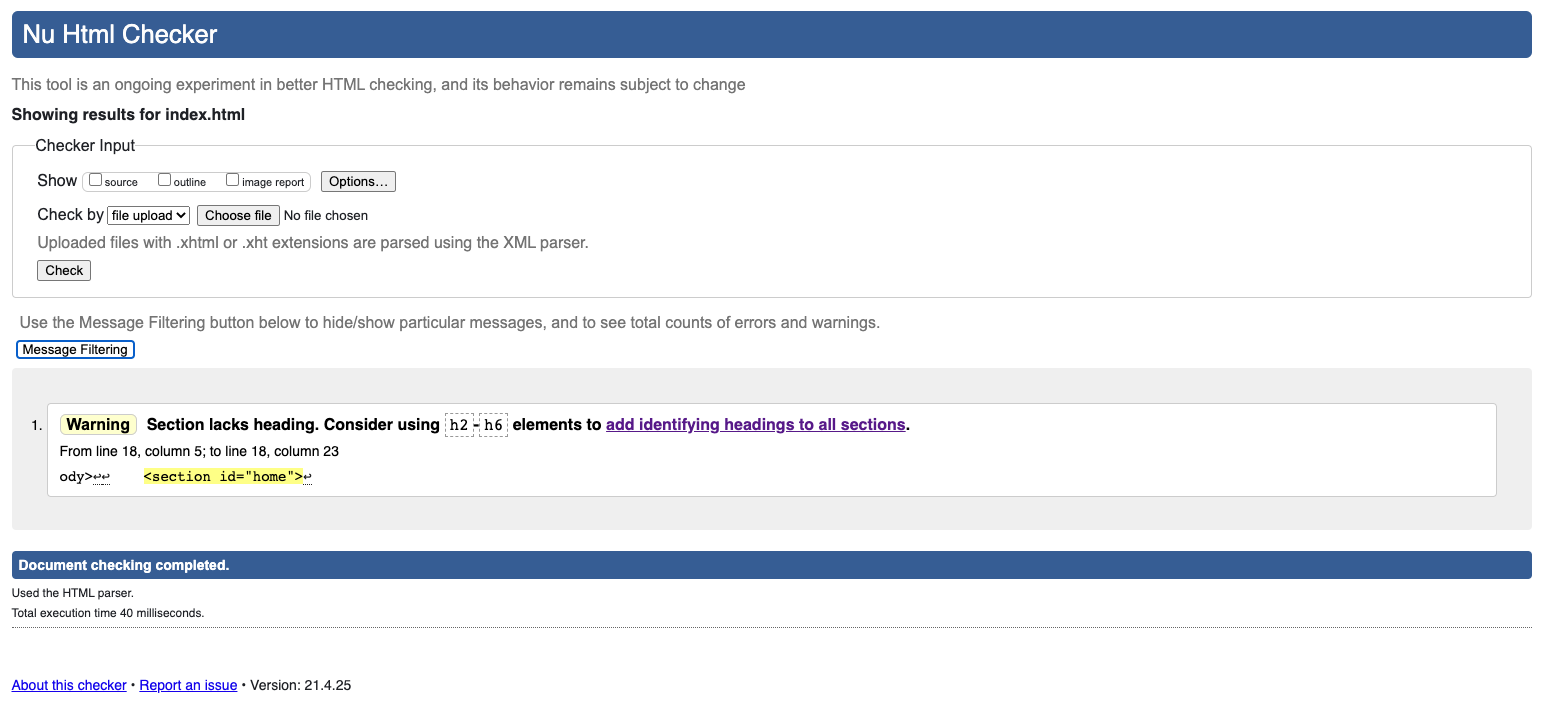 Nu Html Checker
This tool is an ongoing experiment in better HTML checking, and its behavior remains subject to change
Showing results for index.html
Checker Input
Show source outline image report Options…
Check by file upload Choose file No file chosen
Uploaded files with .xhtml or .xht extensions are parsed using the XML parser.
Check
Use the Message Filtering button below to hide/show particular messages, and to see total counts of errors and warnings.
Message Filtering
1. Warning Section lacks heading. Consider using h2-h6 elements to add identifying headings to all sections.
From line 18, column 5; to line 18, column 23
ody>↩↩    <section id="home">↩
Document checking completed.
Used the HTML parser.
Total execution time 40 milliseconds.
About this checker • Report an issue • Version: 21.4.25